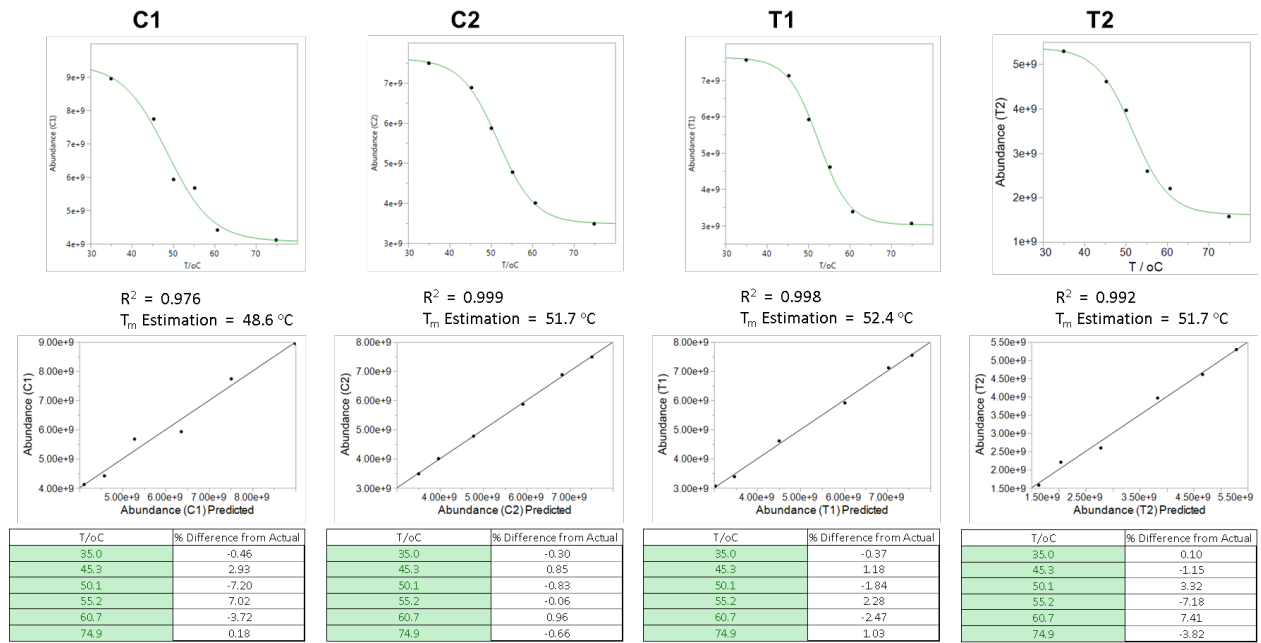 C1
C2
T1
T2
Abundance (C1)
9e+9
8e+9
7e+9
6e+9
5e+9
4e+9
30 40 50 60 70
T/oC
Abundance (C2)
7e+9
6e+9
5e+9
4e+9
3e+9
30 40 50 60 70
T/oC
Abundance (T1)
7e+9
6e+9
5e+9
4e+9
3e+9
30 40 50 60 70
T/oC
Abundance (T2)
5e+9
4e+9
3e+9
2e+9
1e+9
30 40 50 60 70
T / oC
R² = 0.976
Tₘ Estimation = 48.6 °C
R² = 0.999
Tₘ Estimation = 51.7 °C
R² = 0.998
Tₘ Estimation = 52.4 °C
R² = 0.992
Tₘ Estimation = 51.7 °C
Abundance (C1)
9.00e+9
8.00e+9
7.00e+9
6.00e+9
5.00e+9
4.00e+9
5.00e+9 7.00e+9 9.00e+9
Abundance (C1) Predicted
Abundance (C2)
8.00e+9
7.00e+9
6.00e+9
5.00e+9
4.00e+9
3.00e+9
3.00e+9 5.00e+9 7.00e+9
Abundance (C2) Predicted
Abundance (T1)
8.00e+9
7.00e+9
6.00e+9
5.00e+9
4.00e+9
3.00e+9
4.00e+9 6.00e+9 8.00e+9
Abundance (T1) Predicted
Abundance (T2)
5.50e+9
5.00e+9
4.50e+9
4.00e+9
3.50e+9
3.00e+9
2.50e+9
2.00e+9
1.50e+9
1.50e+9 2.50e+9 3.50e+9 4.50e+9 5.50e+9
Abundance (T2) Predicted
T/oC % Difference from Actual
35.0 -0.46
45.3 2.93
50.1 -7.20
55.2 7.02
60.7 -3.72
74.9 0.18
T/oC % Difference from Actual
35.0 -0.30
45.3 0.85
50.1 -0.83
55.2 -0.06
60.7 0.96
74.9 -0.66
T/oC % Difference from Actual
35.0 -0.37
45.3 1.18
50.1 -1.84
55.2 2.28
60.7 -2.47
74.9 1.03
T/oC % Difference from Actual
35.0 0.10
45.3 -1.15
50.1 3.32
55.2 -7.18
60.7 7.41
74.9 -3.82